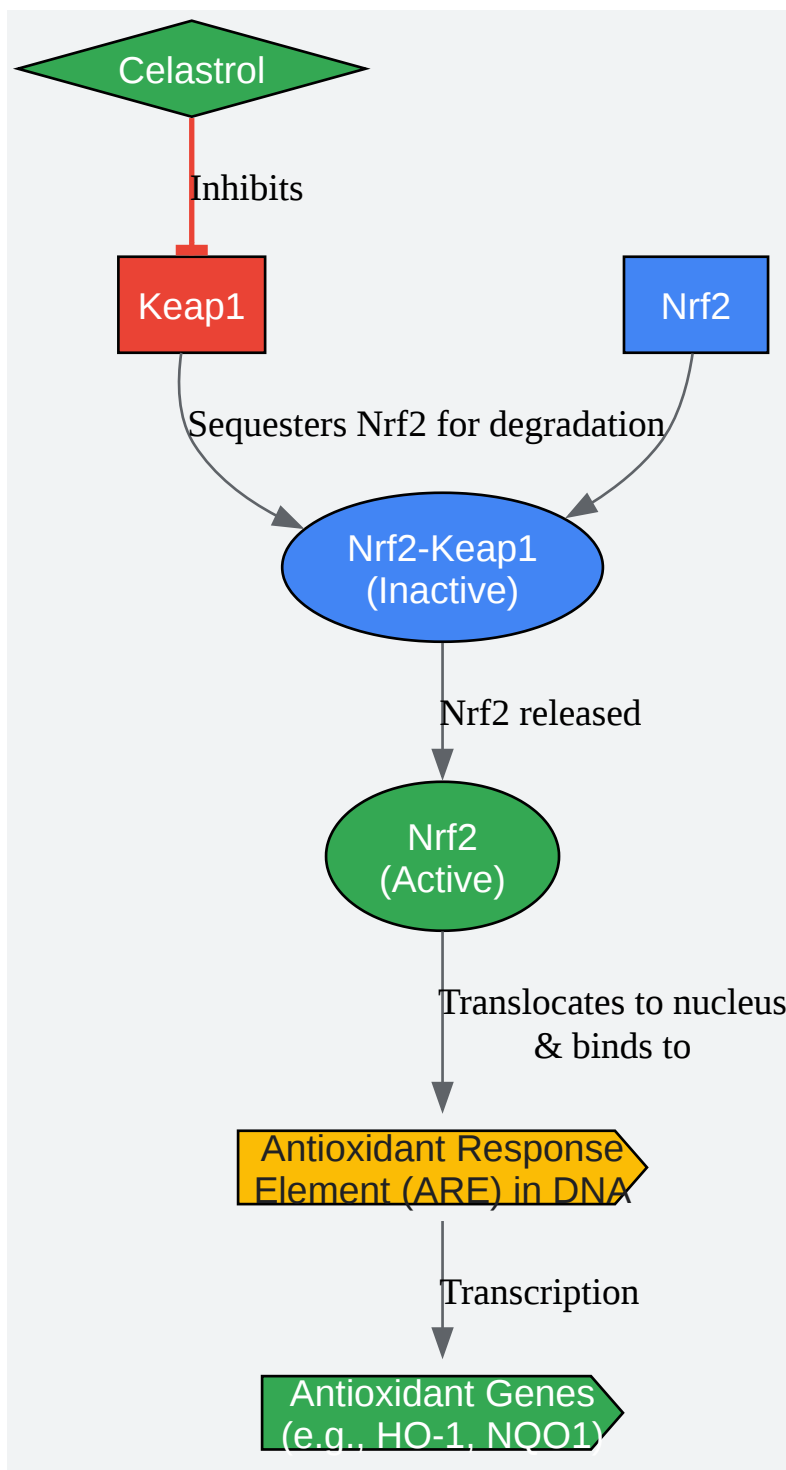 Celastrol
Inhibits
Keap1
Nrf2
Sequesters Nrf2 for degradation
Nrf2-Keap1
(Inactive)
Nrf2 released
Nrf2
(Active)
Translocates to nucleus
& binds to
Antioxidant Response
Element (ARE) in DNA
Transcription
Antioxidant Genes
(e.g., HO-1, NQO1)